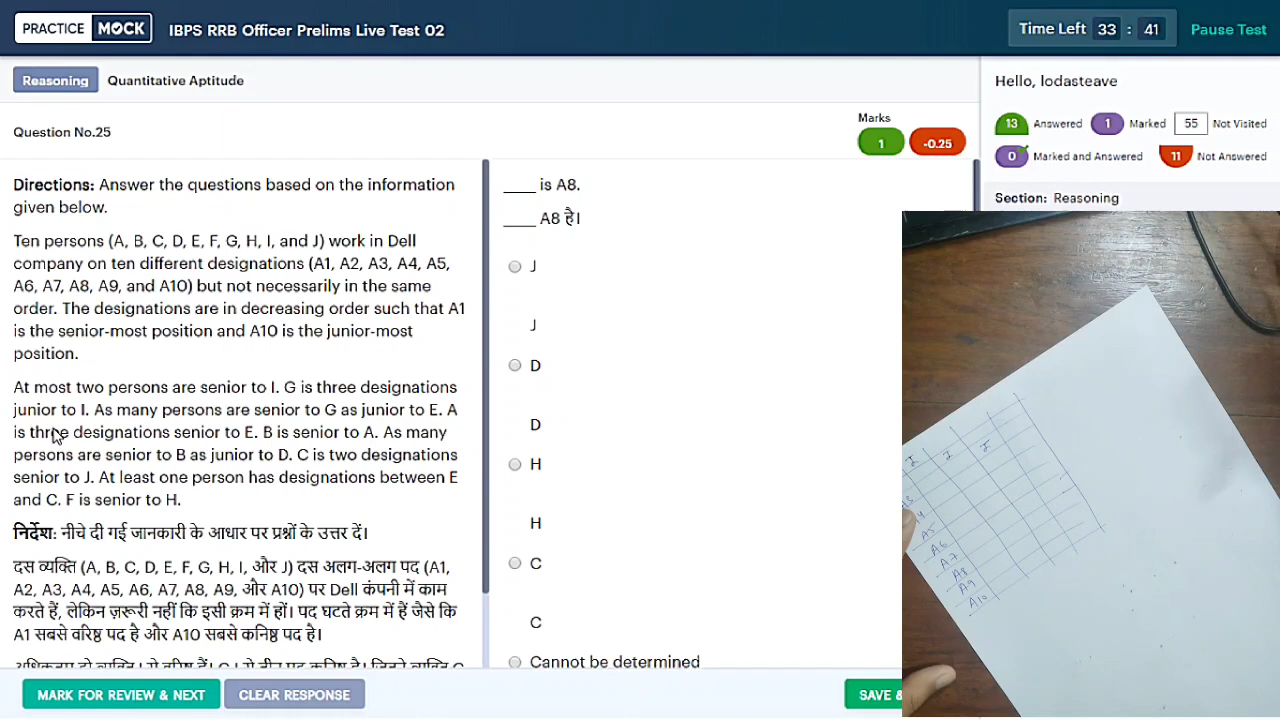 PRACTICE MOCK
IBPS RRB Officer Prelims Live Test 02
Time Left 33 : 41
Pause Test
Reasoning
Quantitative Aptitude
Hello, lodasteave
Question No.25
Marks
1
-0.25
13 Answered
1 Marked
55 Not Visited
0 Marked and Answered
11 Not Answered
Section: Reasoning
Directions: Answer the questions based on the information
given below.
Ten persons (A, B, C, D, E, F, G, H, I, and J) work in Dell
company on ten different designations (A1, A2, A3, A4, A5,
A6, A7, A8, A9, and A10) but not necessarily in the same
order. The designations are in decreasing order such that A1
is the senior-most position and A10 is the junior-most
position.
At most two persons are senior to I. G is three designations
junior to I. As many persons are senior to G as junior to E. A
is three designations senior to E. B is senior to A. As many
persons are senior to B as junior to D. C is two designations
senior to J. At least one person has designations between E
and C. F is senior to H.
निर्देश: नीचे दी गई जानकारी के आधार पर प्रश्नों के उत्तर दें।
दस व्यक्ति (A, B, C, D, E, F, G, H, I, और J) दस अलग-अलग पद (A1,
A2, A3, A4, A5, A6, A7, A8, A9, और A10) पर Dell कंपनी में काम
करते हैं, लेकिन ज़रूरी नहीं कि इसी क्रम में हों। पद घटते क्रम में हैं जैसे कि
A1 सबसे वरिष्ठ पद है और A10 सबसे कनिष्ठ पद है।
____ is A8.
____ A8 है।
J
J
D
D
H
H
C
C
Cannot be determined
MARK FOR REVIEW & NEXT
CLEAR RESPONSE
SAVE &
I
I
I
A5
A6
A7
A8
A9
A10